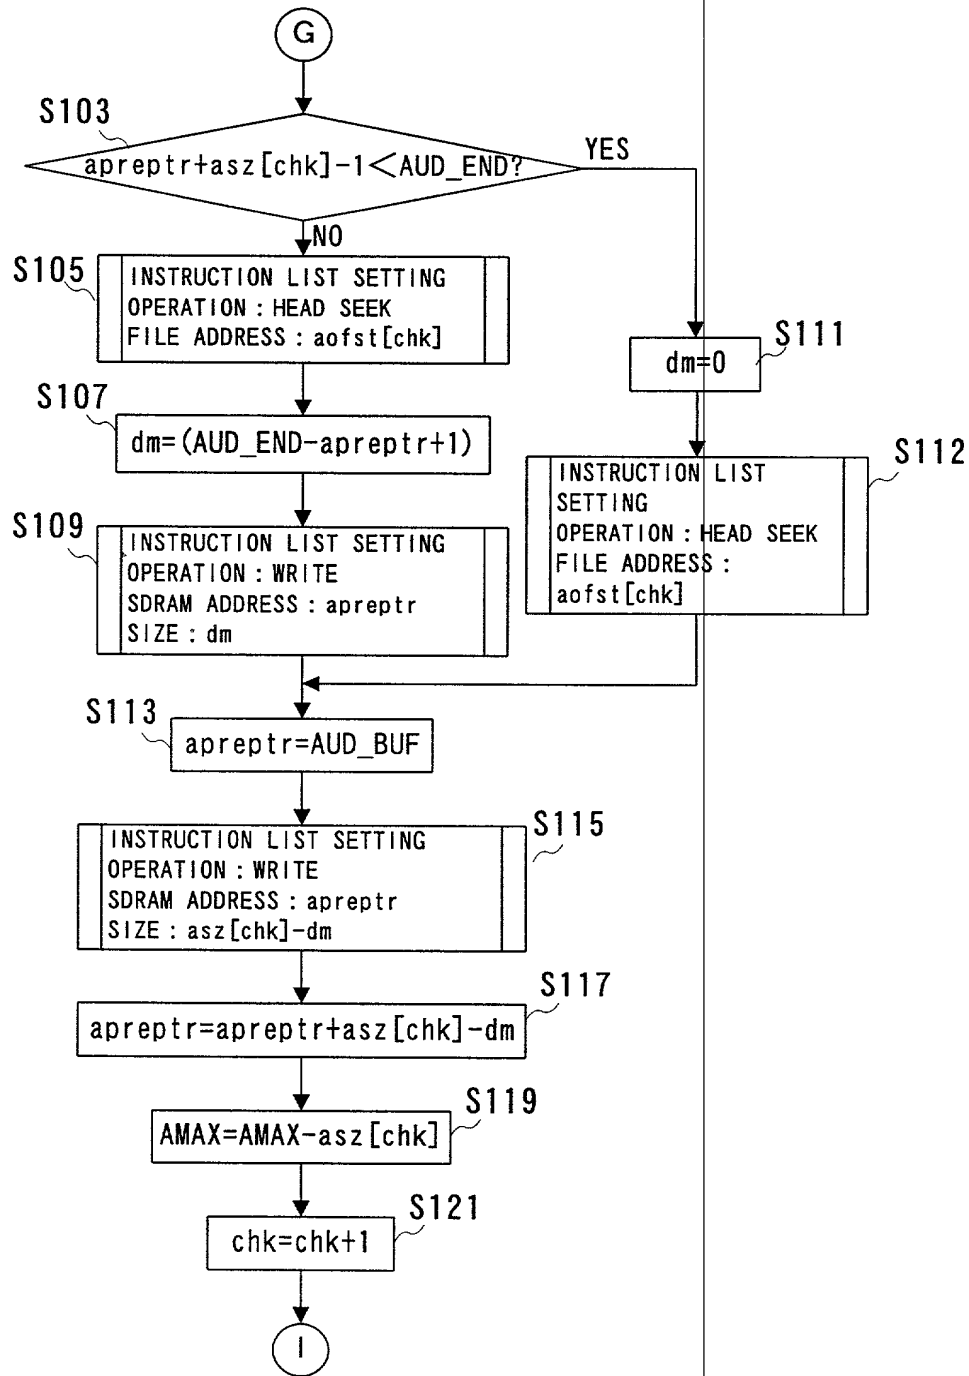 G
S103
apreptr+asz[chk]-1<AUD_END?
YES
NO
S105
INSTRUCTION LIST SETTING
OPERATION : HEAD SEEK
FILE ADDRESS : aofst[chk]
S111
dm=0
S107
dm=(AUD_END-apreptr+1)
S112
INSTRUCTION LIST
SETTING
OPERATION : HEAD SEEK
FILE ADDRESS :
aofst[chk]
S109
INSTRUCTION LIST SETTING
OPERATION : WRITE
SDRAM ADDRESS : apreptr
SIZE : dm
S113
apreptr=AUD_BUF
S115
INSTRUCTION LIST SETTING
OPERATION : WRITE
SDRAM ADDRESS : apreptr
SIZE : asz[chk]-dm
S117
apreptr=apreptr+asz[chk]-dm
S119
AMAX=AMAX-asz[chk]
S121
chk=chk+1
I